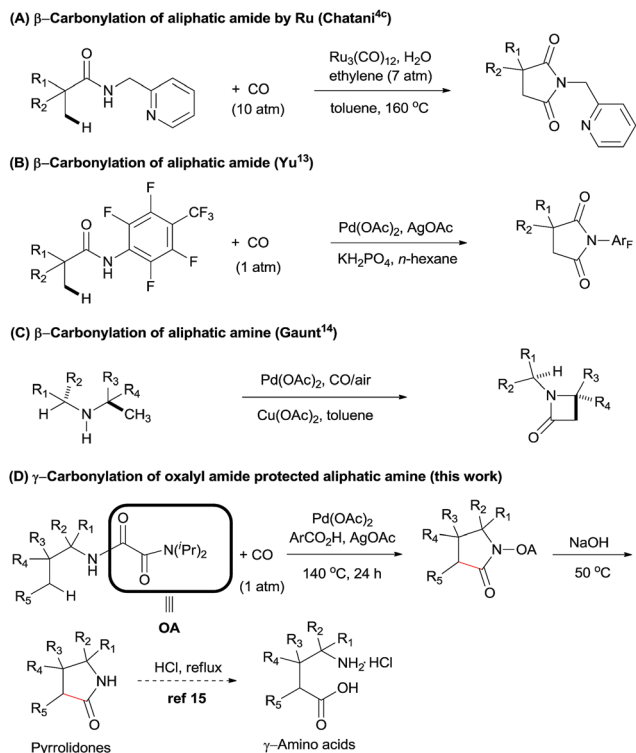 (A) β−Carbonylation of aliphatic amide by Ru (Chatani4c)
O
R1
R2
N
H
H
N
+ CO
(10 atm)
Ru3(CO)12, H2O
ethylene (7 atm)
toluene, 160 oC
R1
R2
O
N
O
N
(B) β−Carbonylation of aliphatic amide (Yu13)
F
F
CF3
O
R1
R2
N
H
F
F
H
+ CO
(1 atm)
Pd(OAc)2, AgOAc
KH2PO4, n-hexane
R1
R2
O
N ArF
O
(C) β−Carbonylation of aliphatic amine (Gaunt14)
R1
R2
R3
R4
H
N
H
CH3
Pd(OAc)2, CO/air
Cu(OAc)2, toluene
R1
R2
H
N
R3
R4
O
(D) γ−Carbonylation of oxalyl amide protected aliphatic amine (this work)
R2
R1
R3
R4
N
H
O
O
N(iPr)2
R5
H
OA
+ CO
(1 atm)
Pd(OAc)2
ArCO2H, AgOAc
140 oC, 24 h
R2
R1
R3
R4
N OA
R5
O
NaOH
50 oC
R2
R1
R3
R4
NH
R5
O
Pyrrolidones
HCl, reflux
ref 15
R2
R1
R3
R4
NH2·HCl
R5
OH
O
γ−Amino acids